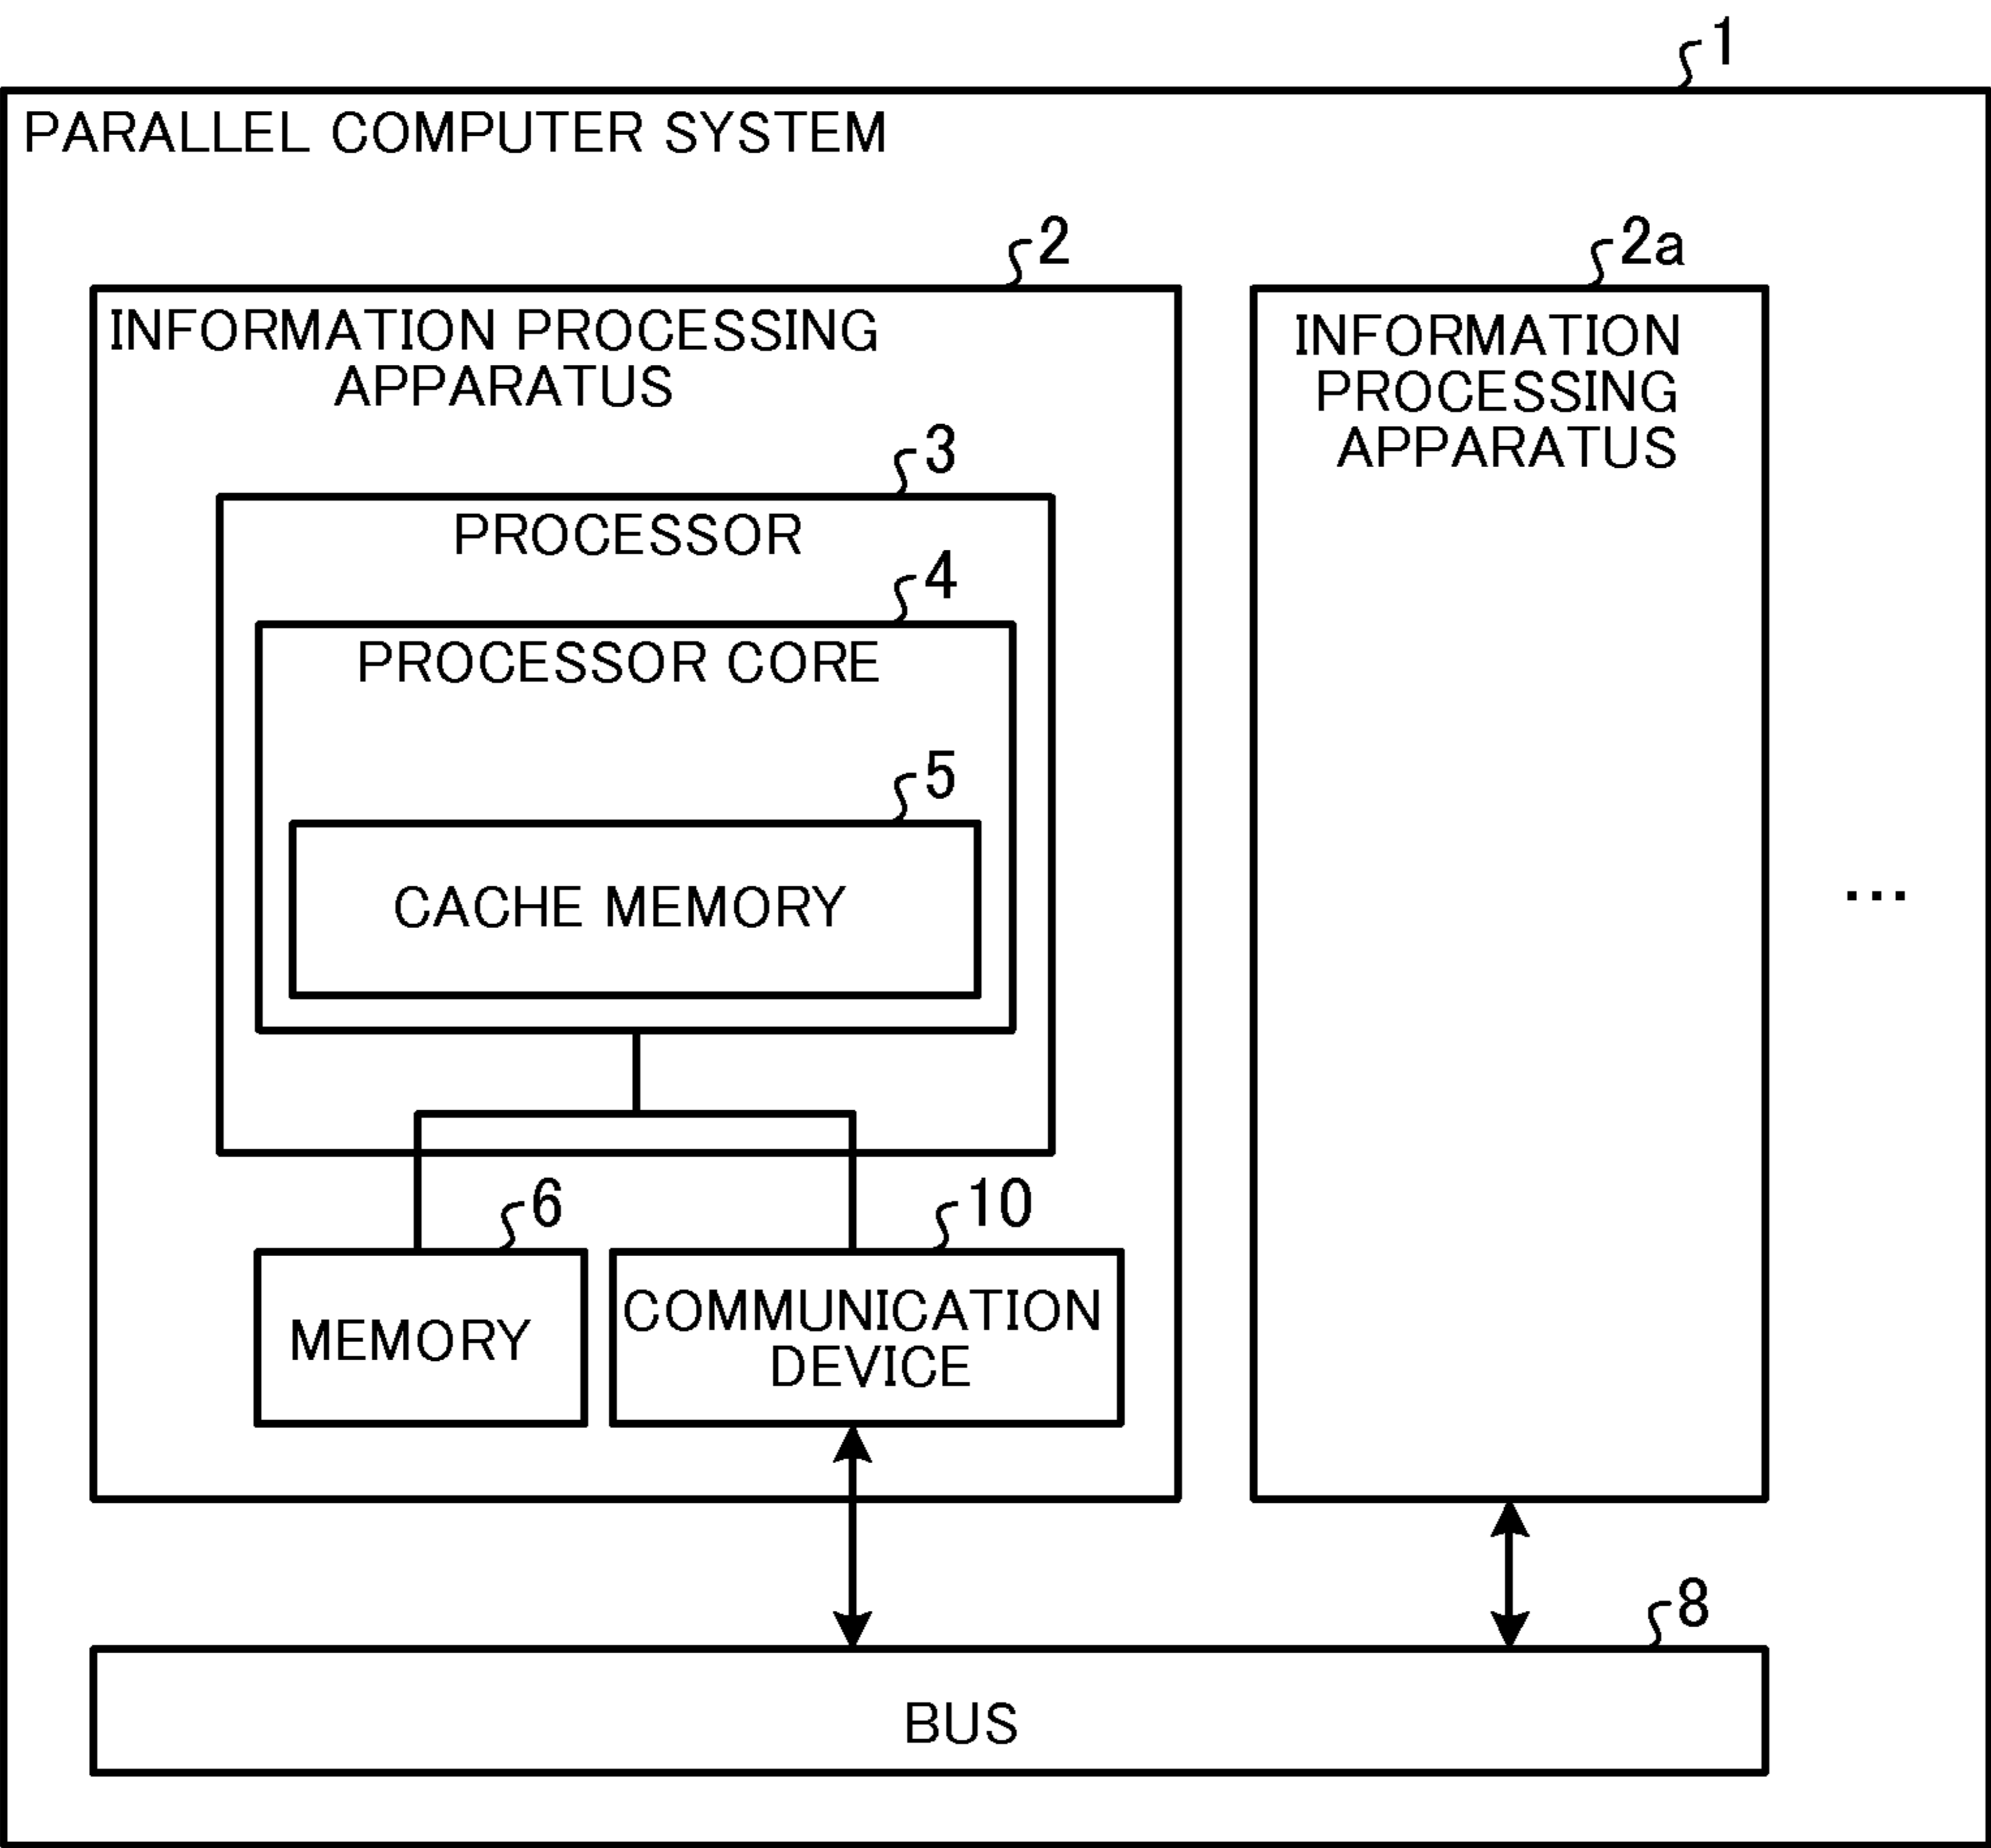 1
PARALLEL COMPUTER SYSTEM
2
2a
INFORMATION PROCESSING
APPARATUS
INFORMATION
PROCESSING
APPARATUS
3
PROCESSOR
4
PROCESSOR CORE
5
CACHE MEMORY
...
6
10
MEMORY
COMMUNICATION
DEVICE
8
BUS